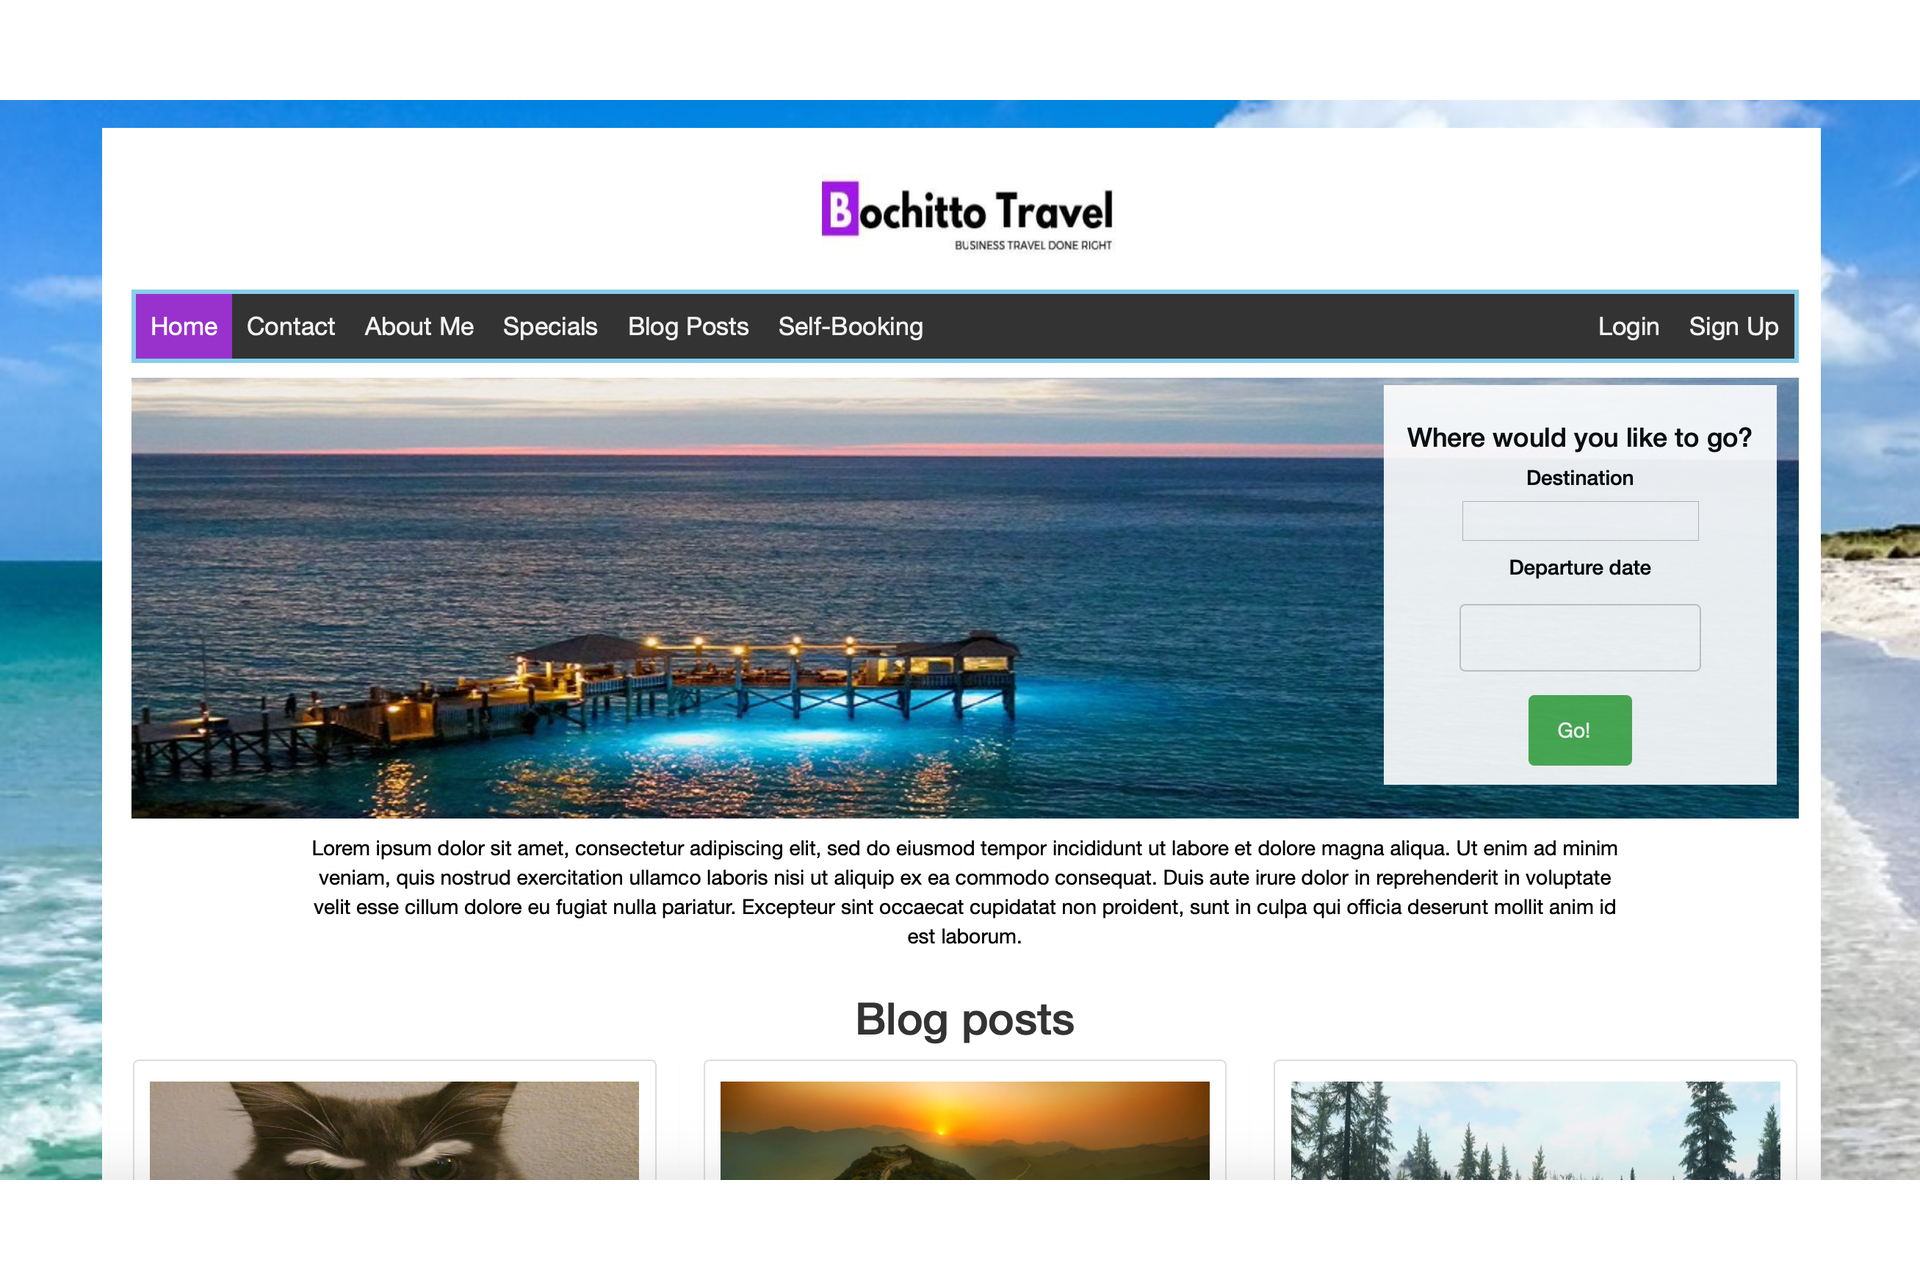 Bochitto Travel
BUSINESS TRAVEL DONE RIGHT
Home Contact About Me Specials Blog Posts Self-Booking Login Sign Up
Where would you like to go?
Destination
Departure date
Go!
Lorem ipsum dolor sit amet, consectetur adipiscing elit, sed do eiusmod tempor incididunt ut labore et dolore magna aliqua. Ut enim ad minim
veniam, quis nostrud exercitation ullamco laboris nisi ut aliquip ex ea commodo consequat. Duis aute irure dolor in reprehenderit in voluptate
velit esse cillum dolore eu fugiat nulla pariatur. Excepteur sint occaecat cupidatat non proident, sunt in culpa qui officia deserunt mollit anim id
est laborum.
Blog posts